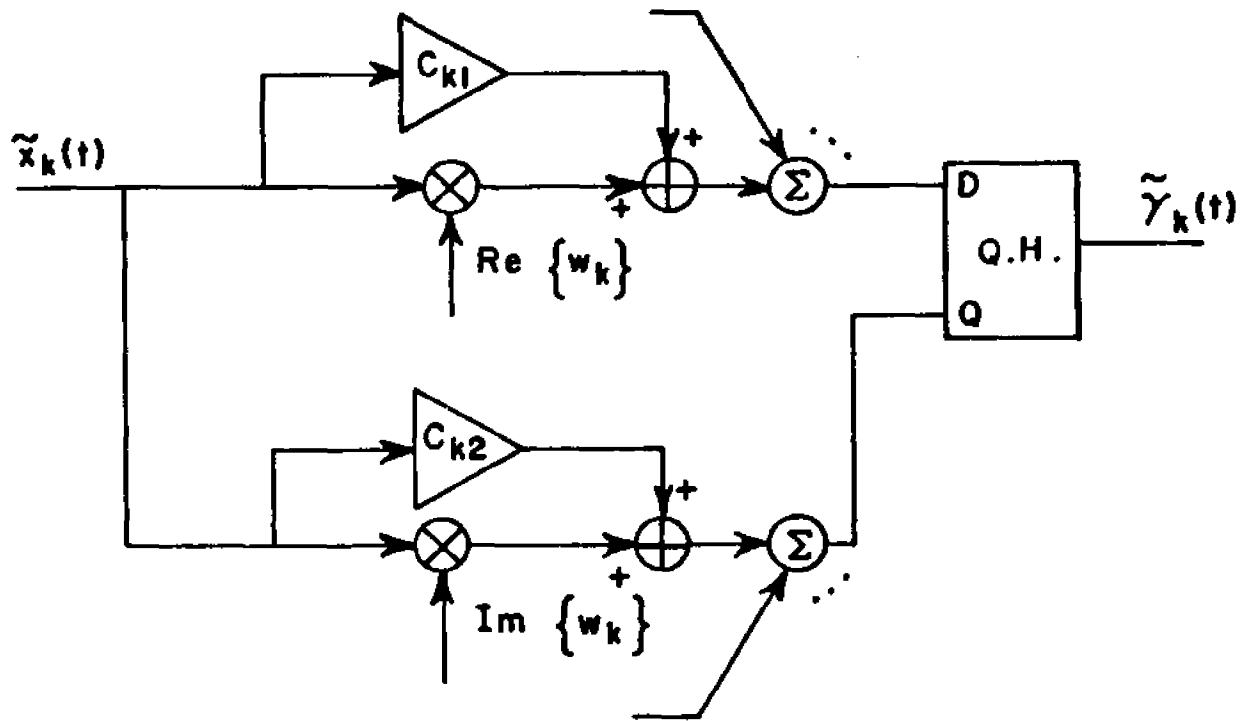 C_k1
+
x̃_k(t)
Σ
D
γ̃_k(t)
+
Q.H.
Re {w_k}
Q
C_k2
+
Σ
+
Im {w_k}